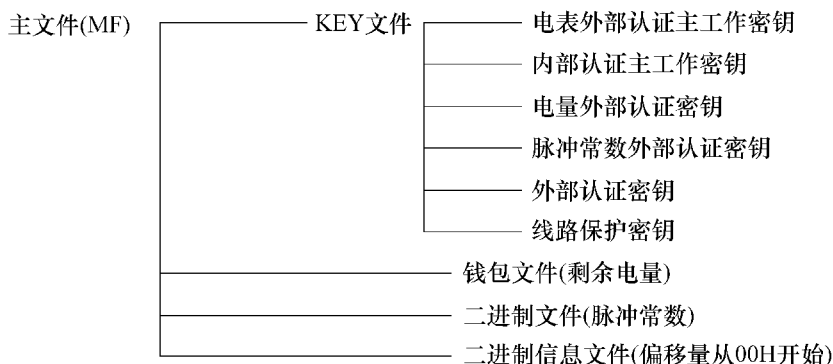 主文件(MF)
KEY文件
电表外部认证主工作密钥
内部认证主工作密钥
电量外部认证密钥
脉冲常数外部认证密钥
外部认证密钥
线路保护密钥
钱包文件(剩余电量)
二进制文件(脉冲常数)
二进制信息文件(偏移量从00H开始)